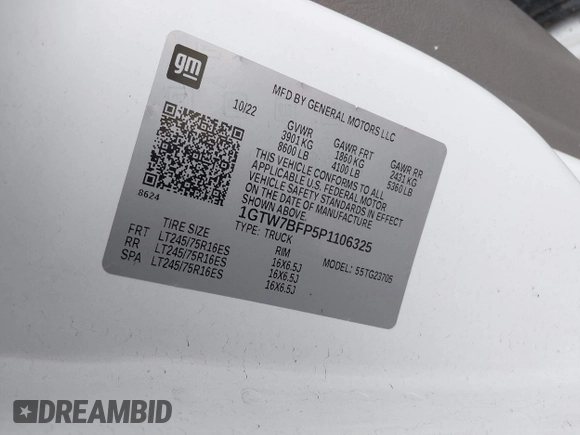 gm
MFD BY GENERAL MOTORS LLC
10/22
GVWR GAWR FRT GAWR RR
3901 KG 1860 KG 2431 KG
8600 LB 4100 LB 5360 LB
THIS VEHICLE CONFORMS TO ALL
APPLICABLE U.S. FEDERAL MOTOR
VEHICLE SAFETY STANDARDS IN EFFECT
ON THE DATE OF MANUFACTURE
SHOWN ABOVE.
8624
1GTW7BFP5P1106325
TYPE: TRUCK MODEL: 55TG23705
TIRE SIZE RIM
FRT LT245/75R16ES 16X6.5J
RR LT245/75R16ES 16X6.5J
SPA LT245/75R16ES 16X6.5J
DREAMBID